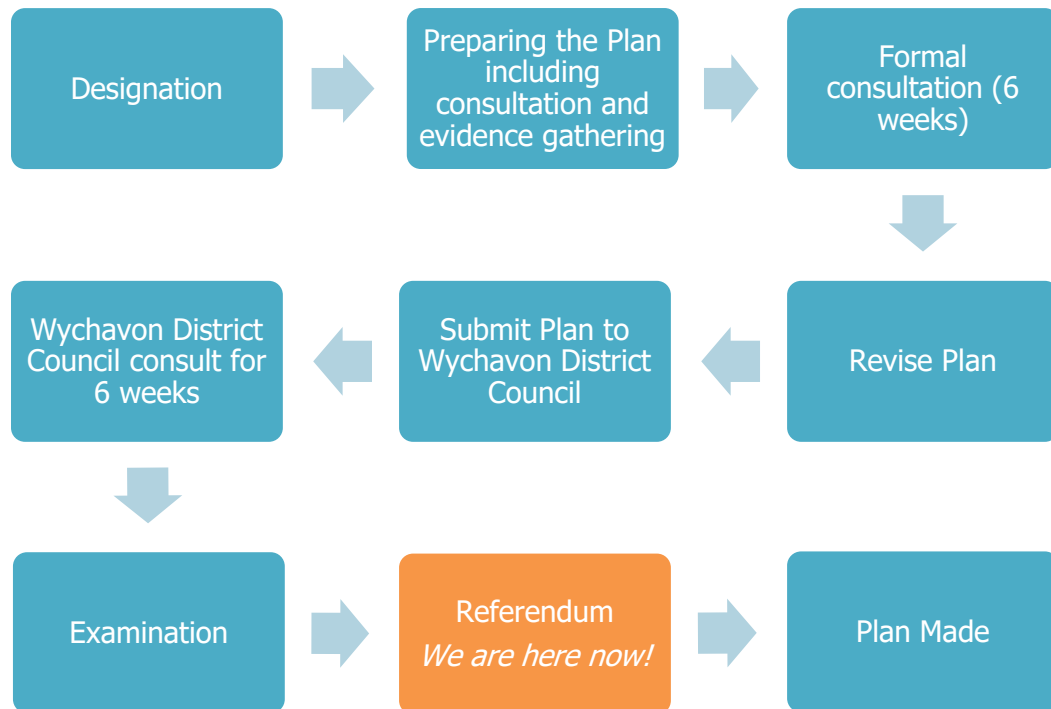 Designation
Preparing the Plan
including
consultation and
evidence gathering
Formal
consultation (6
weeks)
Revise Plan
Submit Plan to
Wychavon District
Council
Wychavon District
Council consult for
6 weeks
Examination
Referendum
We are here now!
Plan Made